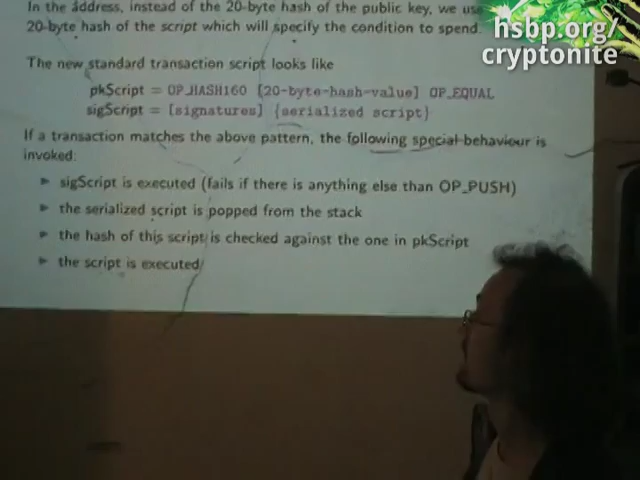 In the address, instead of the 20-byte hash of the public key, we use
20-byte hash of the script which will specify the condition to spend.
hsbp.org/
cryptonite
The new standard transaction script looks like
pkScript = OP_HASH160 [20-byte-hash-value] OP_EQUAL
sigScript = [signatures] {serialized script}
If a transaction matches the above pattern, the following special behaviour is
invoked:
sigScript is executed (fails if there is anything else than OP_PUSH)
the serialized script is popped from the stack
the hash of this script is checked against the one in pkScript
the script is executed